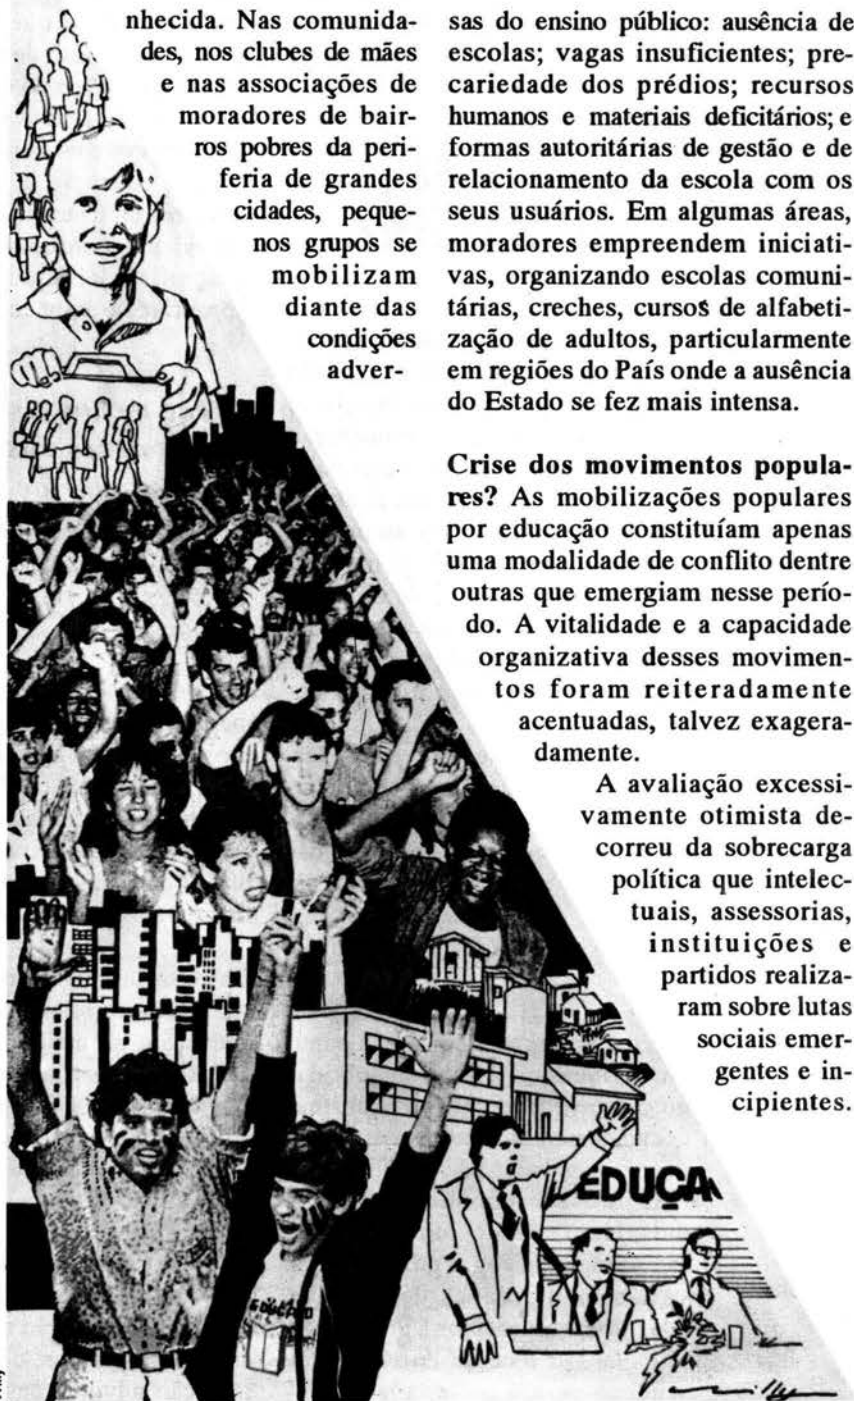 nhecida. Nas comunida-
des, nos clubes de mães
e nas associações de
moradores de bair-
ros pobres da peri-
feria de grandes
cidades, peque-
nos grupos se
mobilizam
diante das
condições
adver-
sas do ensino público: ausência de
escolas; vagas insuficientes; pre-
cariedade dos prédios; recursos
humanos e materiais deficitários; e
formas autoritárias de gestão e de
relacionamento da escola com os
seus usuários. Em algumas áreas,
moradores empreendem iniciati-
vas, organizando escolas comuni-
tárias, creches, cursos de alfabeti-
zação de adultos, particularmente
em regiões do País onde a ausência
do Estado se fez mais intensa.
Crise dos movimentos popula-
res? As mobilizações populares
por educação constituíam apenas
uma modalidade de conflito dentre
outras que emergiam nesse perío-
do. A vitalidade e a capacidade
organizativa desses movimen-
tos foram reiteradamente
acentuadas, talvez exagera-
damente.
A avaliação excessi-
vamente otimista de-
correu da sobrecarga
política que intelec-
tuais, assessorias,
instituições e
partidos realiza-
ram sobre lutas
sociais emer-
gentes e in-
cipientes.
EDUCA